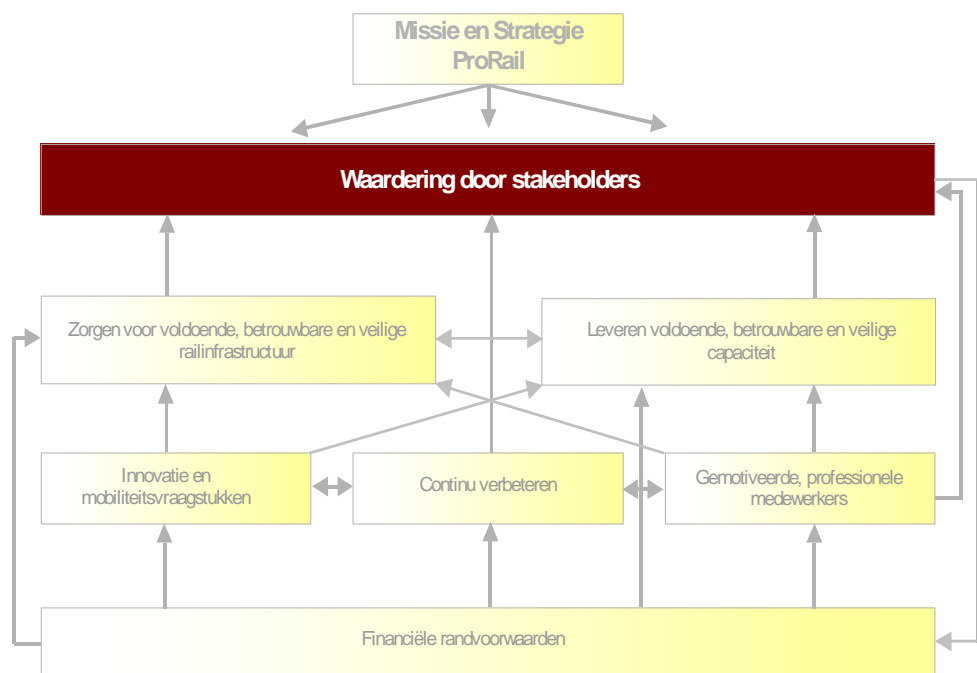 Missie en Strategie
ProRail
Waardering door stakeholders
Zorgen voor voldoende, betrouwbare en veilige
railinfrastructuur
Leveren voldoende, betrouwbare en veilige
capaciteit
Innovatie en
mobiliteitsvraagstukken
Continu verbeteren
Gemotiveerde, professionele
medewerkers
Financiële randvoorwaarden